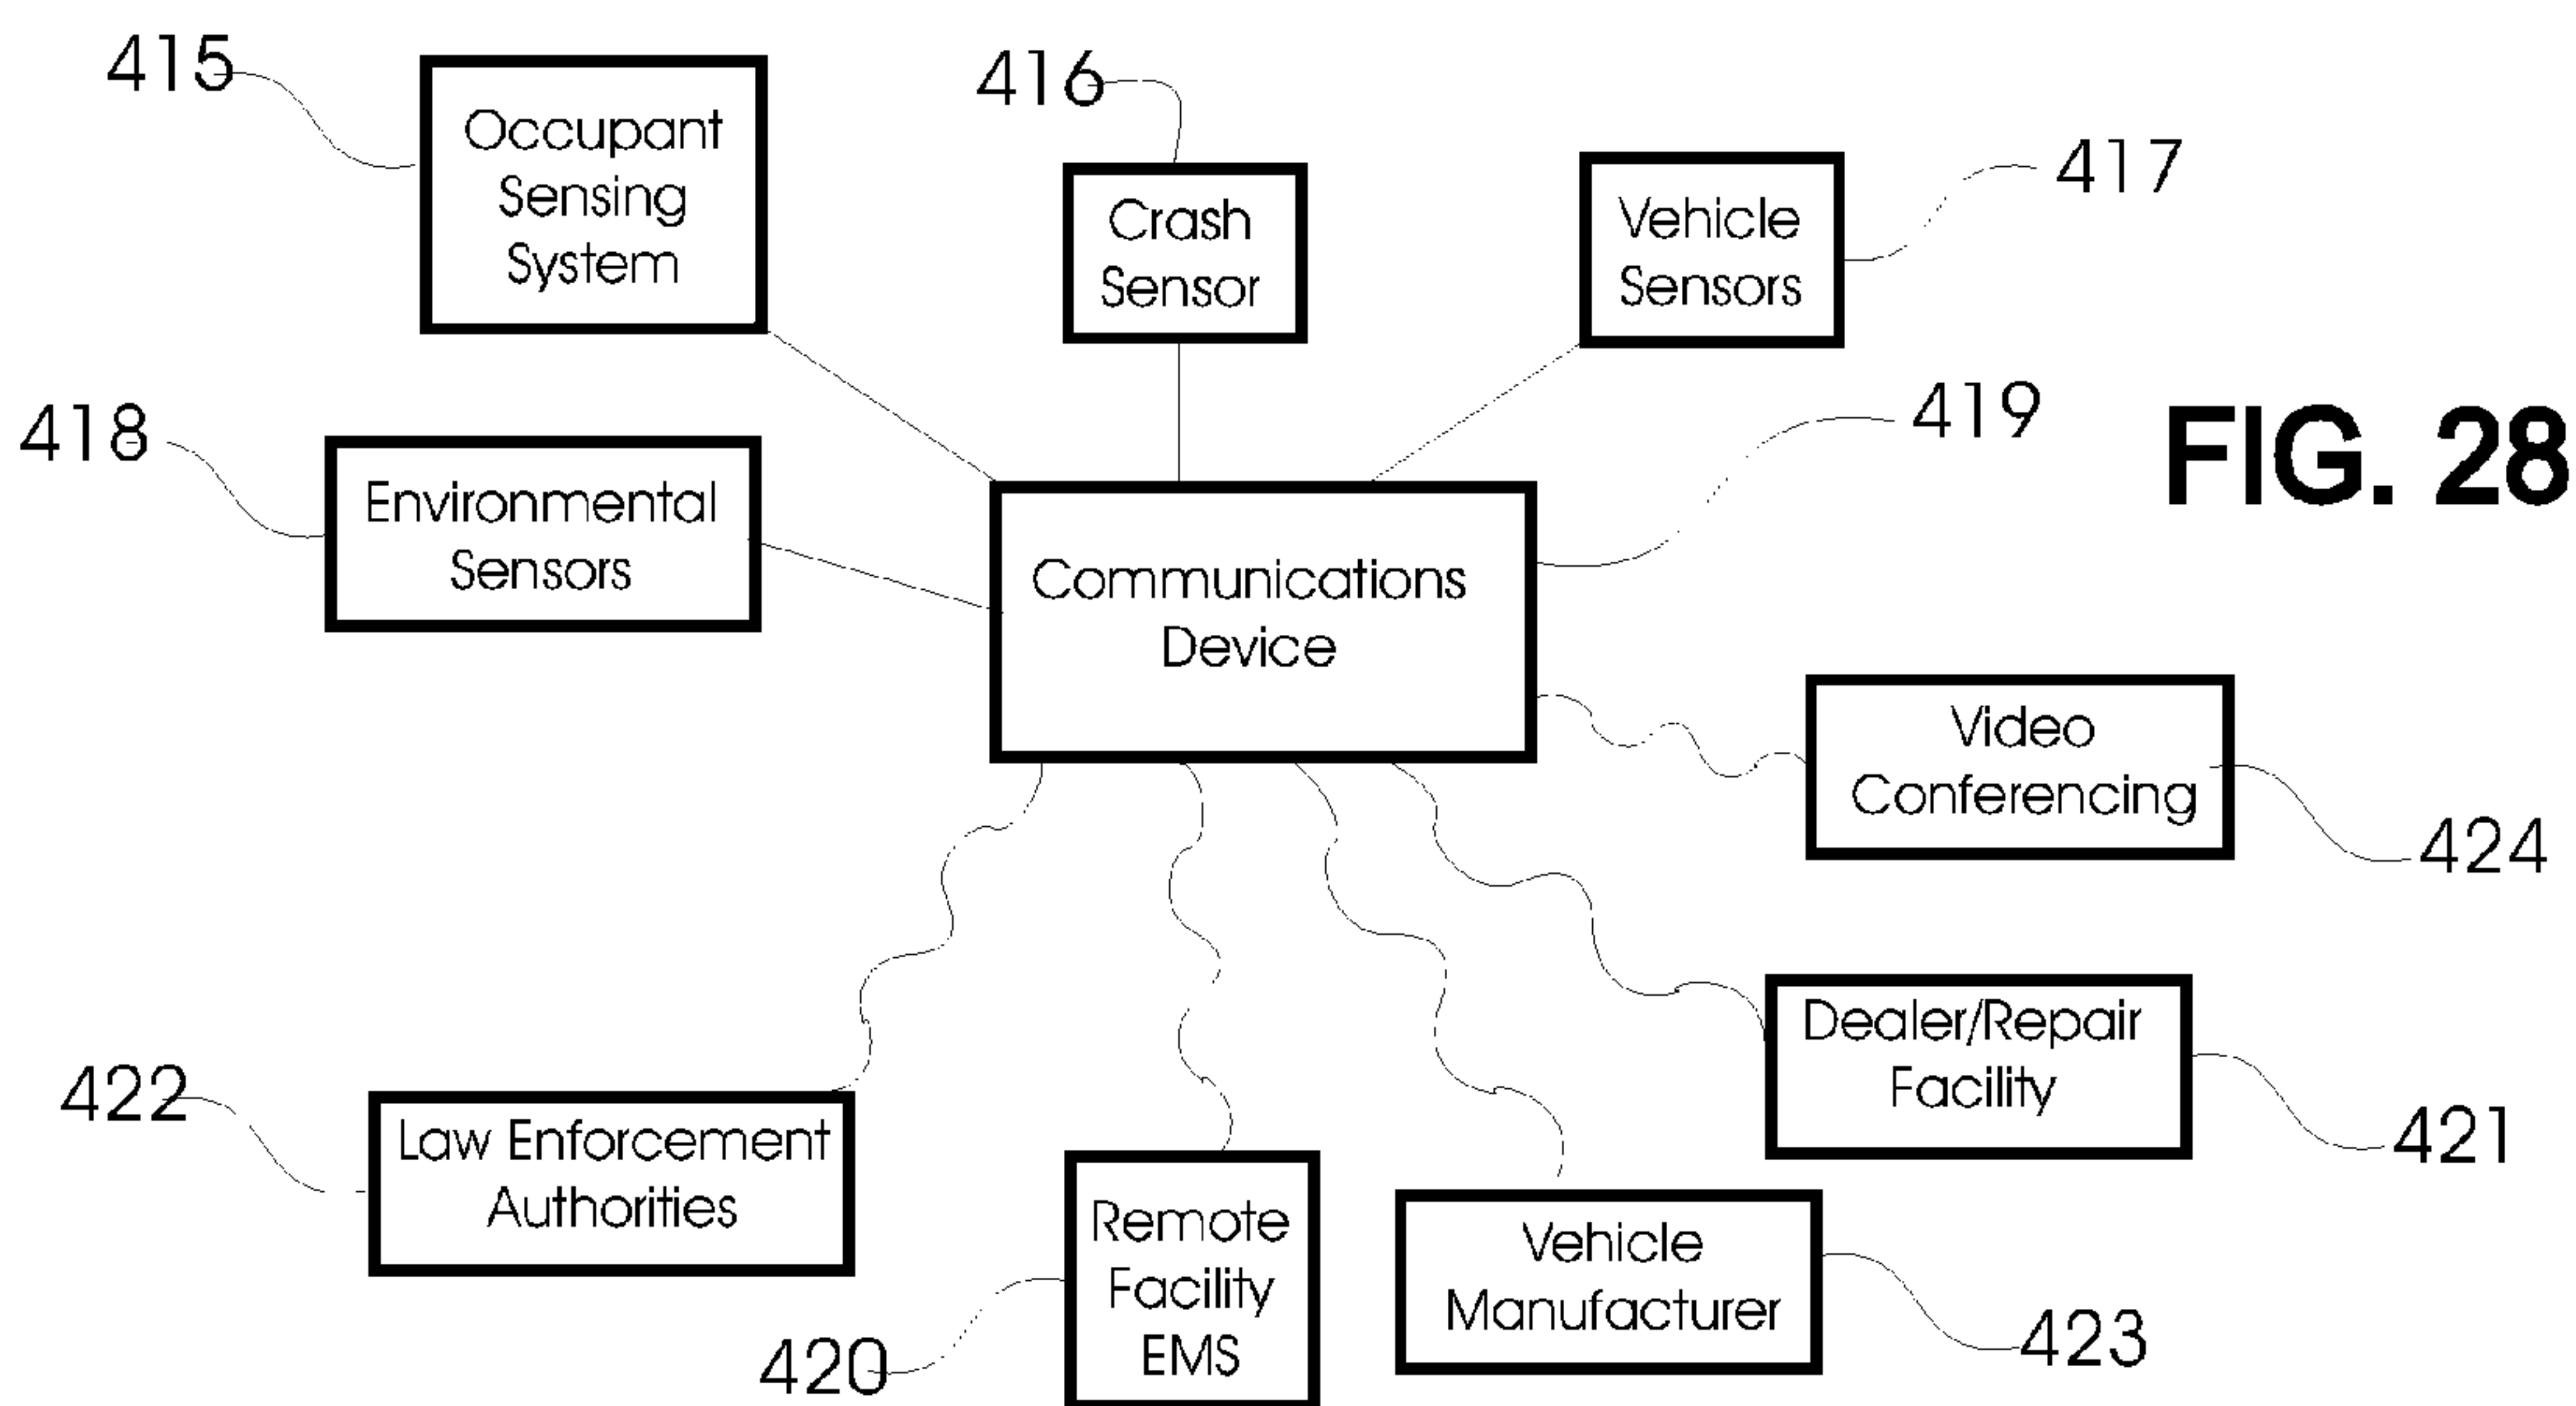 415
Occupant
Sensing
System
416
Crash
Sensor
Vehicle
Sensors
417
418
Environmental
Sensors
419
FIG. 28
Communications
Device
Video
Conferencing
424
Dealer/Repair
Facility
421
422
Law Enforcement
Authorities
Remote
Facility
EMS
420
Vehicle
Manufacturer
423